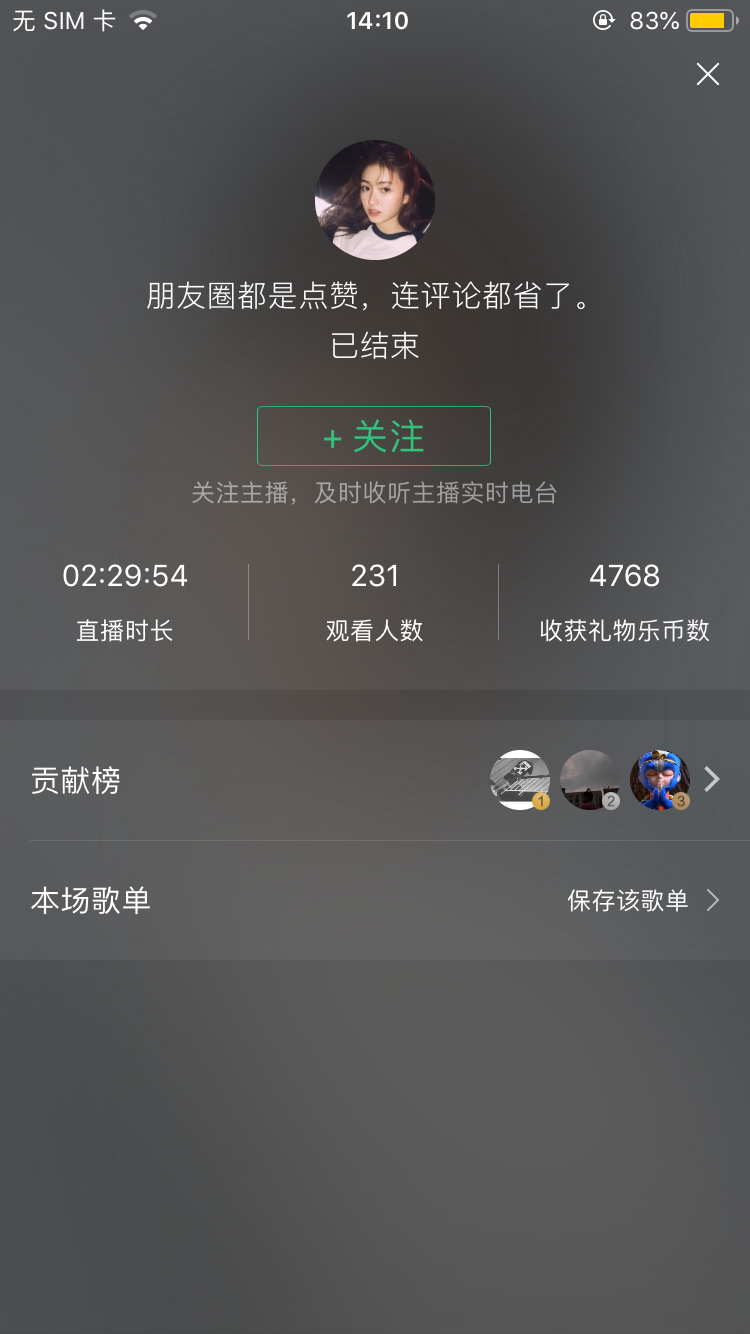 无 SIM 卡
14:10
83%
朋友圈都是点赞，连评论都省了。
已结束
+ 关注
关注主播，及时收听主播实时电台
02:29:54
231
4768
直播时长
观看人数
收获礼物乐币数
贡献榜
1
2
3
本场歌单
保存该歌单